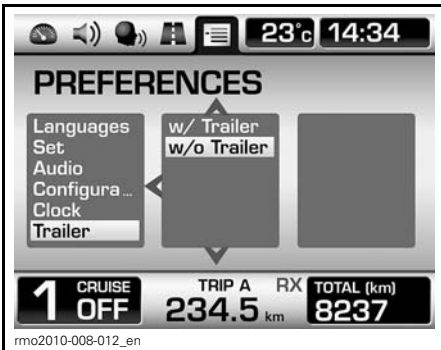 23°c 14:34
PREFERENCES
Languages
Set
Audio
Configura...
Clock
Trailer
w/ Trailer
w/o Trailer
1 CRUISE OFF
TRIP A
234.5 km
RX
TOTAL (km)
8237
rmo2010-008-012_en